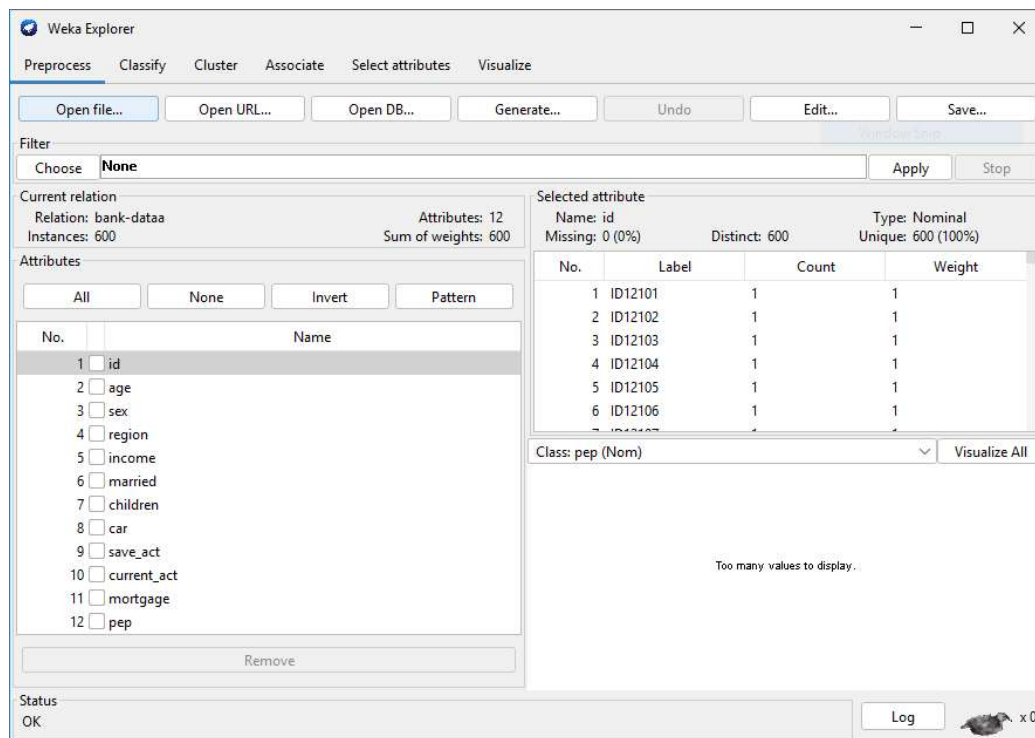 Weka Explorer
Preprocess Classify Cluster Associate Select attributes Visualize
Open file... Open URL... Open DB... Generate... Undo Edit... Save...
Filter
Choose None Apply Stop
Current relation
Relation: bank-dataa Attributes: 12
Instances: 600 Sum of weights: 600
Attributes
All None Invert Pattern
No. Name
1 id
2 age
3 sex
4 region
5 income
6 married
7 children
8 car
9 save_act
10 current_act
11 mortgage
12 pep
Remove
Selected attribute
Name: id Type: Nominal
Missing: 0 (0%) Distinct: 600 Unique: 600 (100%)
No. Label Count Weight
1 ID12101 1 1
2 ID12102 1 1
3 ID12103 1 1
4 ID12104 1 1
5 ID12105 1 1
6 ID12106 1 1
7 ID12107 1 1
Class: pep (Nom) Visualize All
Too many values to display.
Status
OK
Log x 0